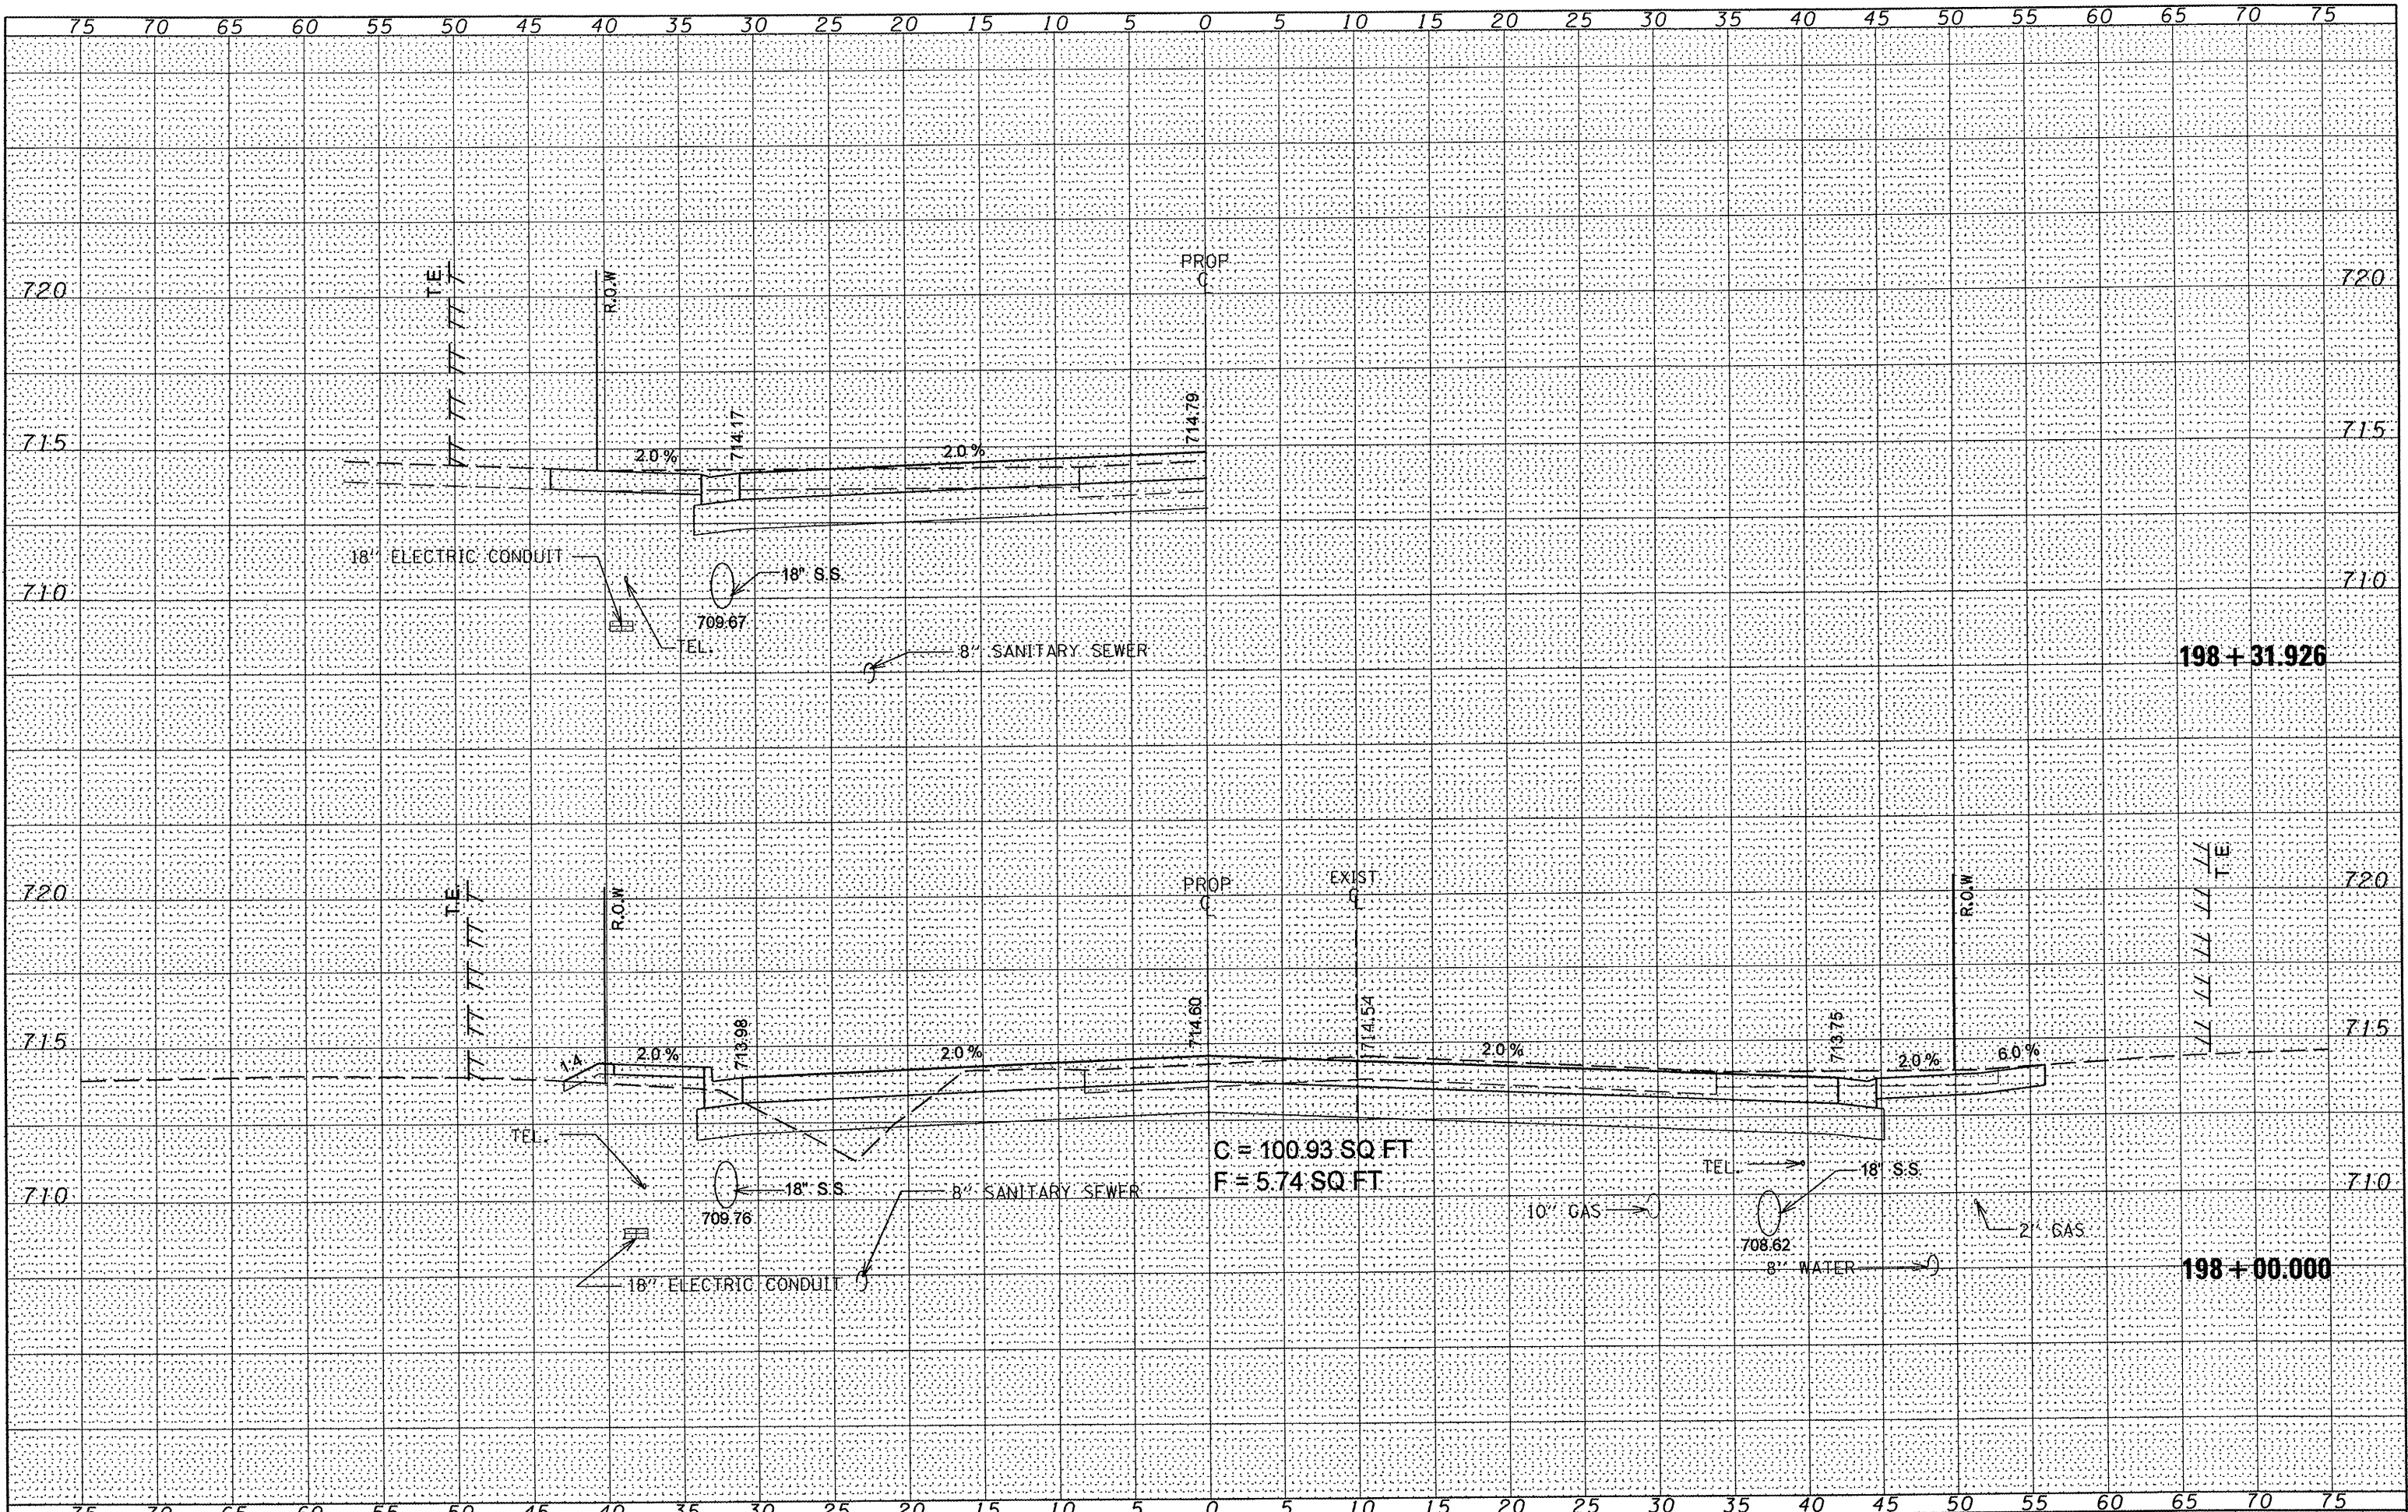 75 70 65 60 55 50 45 40 35 30 25 20 15 10 5 0 5 10 15 20 25 30 35 40 45 50 55 60 65 70 75
PROP
C
T.E
R.O.W
720 720
714.17
714.79
715 2.0 % 2.0 % 715
18" ELECTRIC CONDUIT
18" S.S.
710 710
709.67
TEL.
8" SANITARY SEWER
198 + 31.926
T.E
PROP
C
EXIST
C
T.E
R.O.W
R.O.W
720 720
713.98
714.60
714.54
713.75
715 715
1:4 2.0 % 2.0 % 2.0 % 2.0 % 6.0 %
TEL.
C = 100.93 SQ FT
F = 5.74 SQ FT
TEL.
18" S.S.
710 710
18" S.S.
8" SANITARY SEWER
10" GAS
709.76
2" GAS
708.62
8" WATER
18" ELECTRIC CONDUIT
198 + 00.000
75 70 65 60 55 50 45 40 35 30 25 20 15 10 5 0 5 10 15 20 25 30 35 40 45 50 55 60 65 70 75